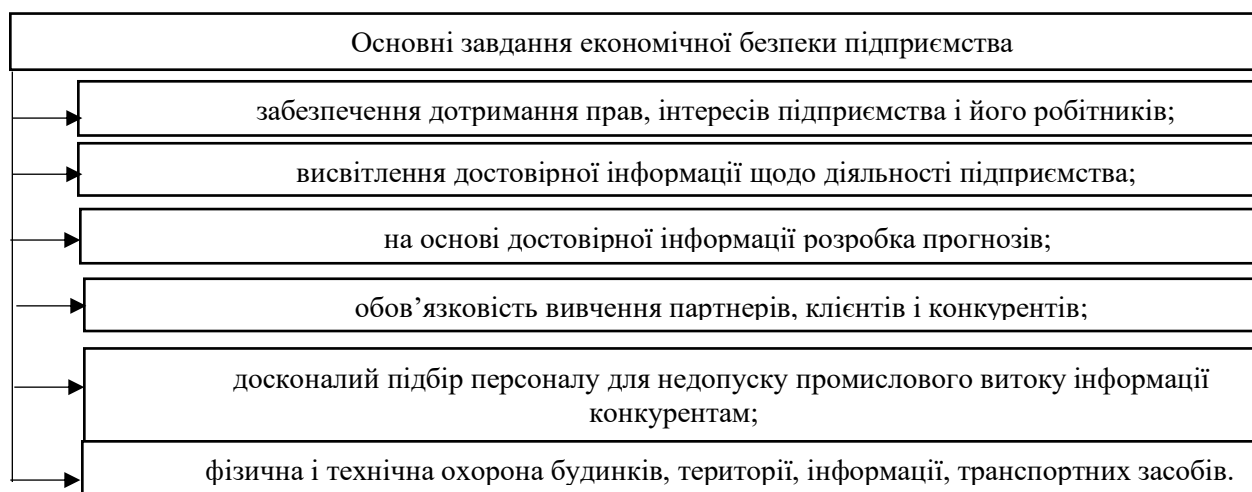 Основні завдання економічної безпеки підприємства
забезпечення дотримання прав, інтересів підприємства і його робітників;
висвітлення достовірної інформації щодо діяльності підприємства;
на основі достовірної інформації розробка прогнозів;
обов’язковість вивчення партнерів, клієнтів і конкурентів;
досконалий підбір персоналу для недопуску промислового витоку інформації
конкурентам;
фізична і технічна охорона будинків, території, інформації, транспортних засобів.